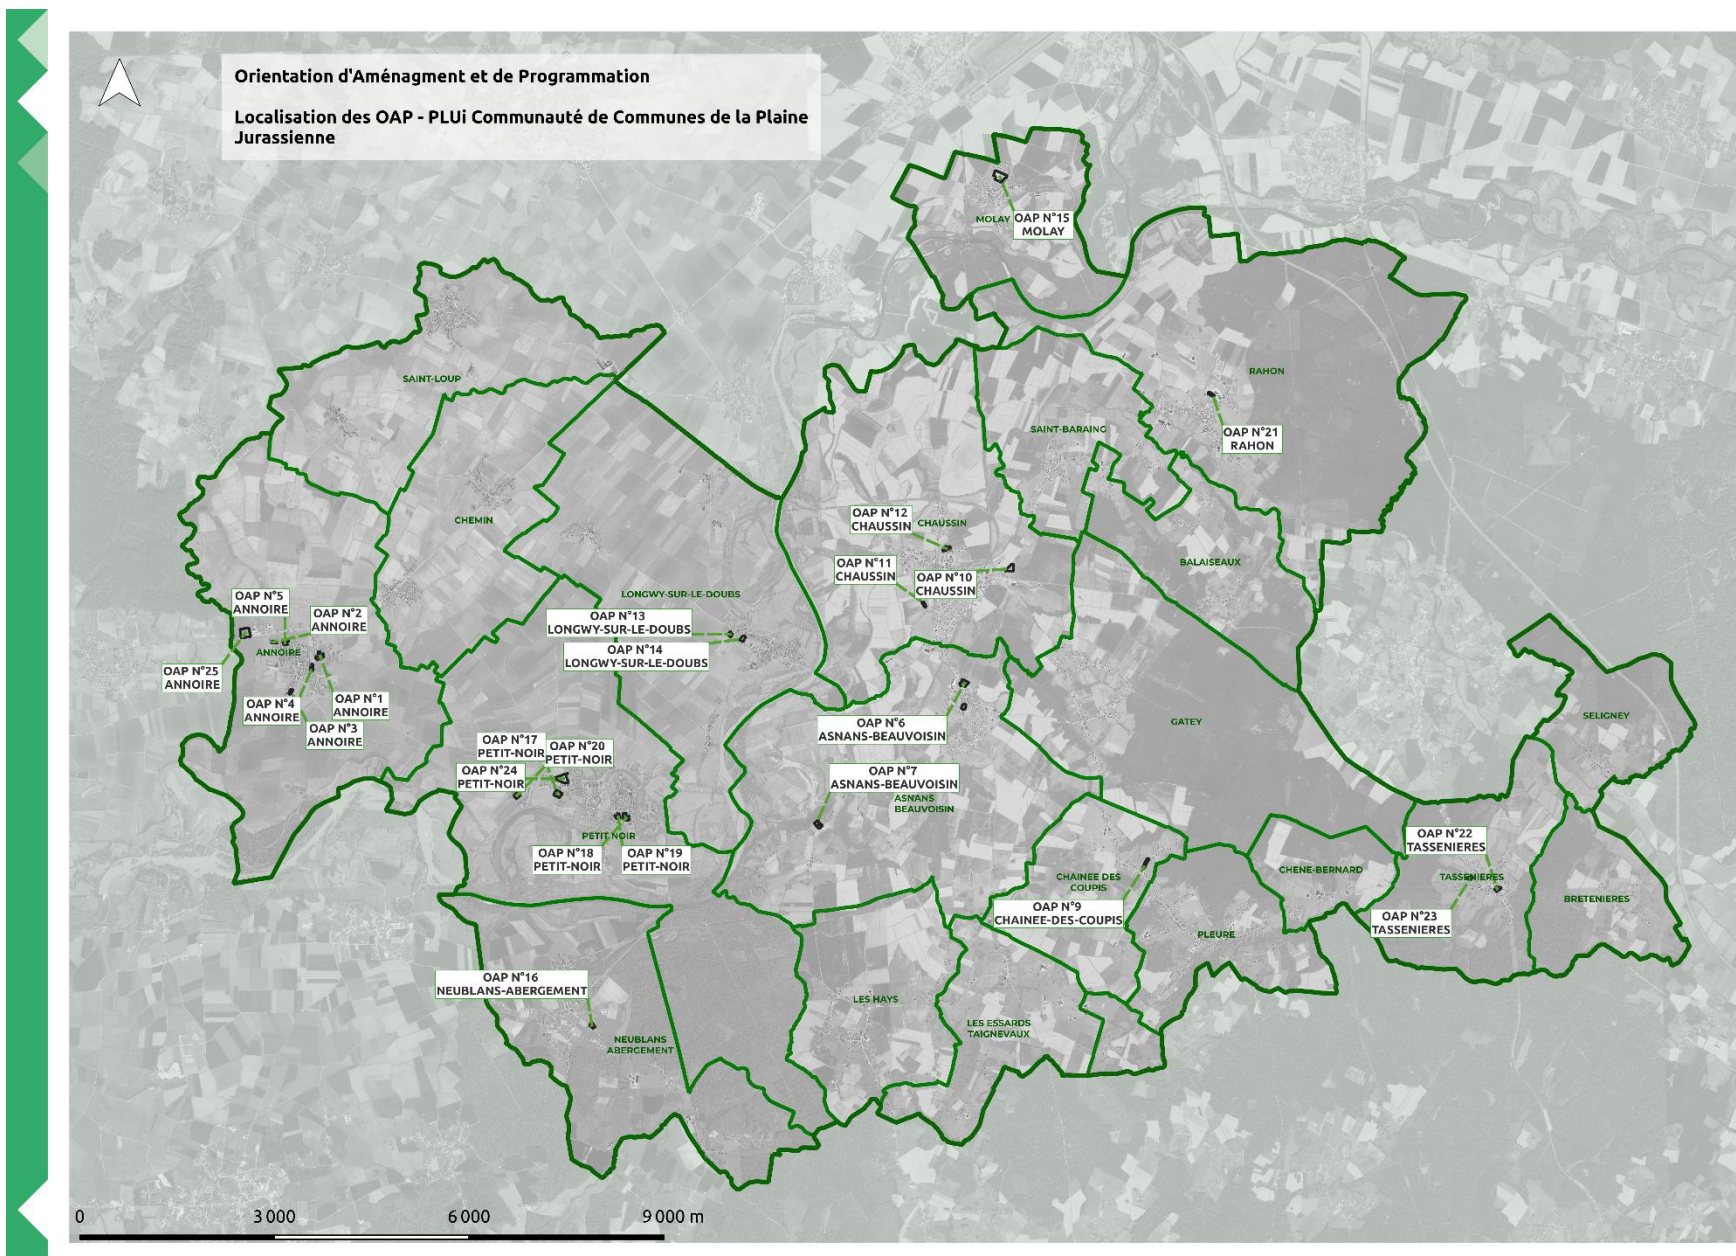 Orientation d'Aménagment et de Programmation
Localisation des OAP - PLUi Communauté de Communes de la Plaine
Jurassienne
MOLAY
OAP N°15
MOLAY
SAINT-LOUP
RAHON
SAINT-BARAING
OAP N°21
RAHON
CHEMIN
OAP N°12
CHAUSSIN
CHAUSSIN
OAP N°11
CHAUSSIN
OAP N°10
CHAUSSIN
BALAISEAUX
LONGWY-SUR-LE-DOUBS
OAP N°5
ANNOIRE
OAP N°2
ANNOIRE
OAP N°13
LONGWY-SUR-LE-DOUBS
OAP N°14
LONGWY-SUR-LE-DOUBS
ANNOIRE
OAP N°25
ANNOIRE
OAP N°4
ANNOIRE
OAP N°1
ANNOIRE
OAP N°3
ANNOIRE
OAP N°6
ASNANS-BEAUVOISIN
GATEY
SELIGNEY
OAP N°17
PETIT-NOIR
OAP N°20
PETIT-NOIR
OAP N°24
PETIT-NOIR
OAP N°7
ASNANS-BEAUVOISIN
ASNANS
BEAUVOISIN
PETIT NOIR
OAP N°18
PETIT-NOIR
OAP N°19
PETIT-NOIR
OAP N°22
TASSENIERES
CHAINEE DES
COUPIS
CHENE-BERNARD
TASSENIERES
BRETENIERES
OAP N°9
CHAINEE-DES-COUPIS
OAP N°23
TASSENIERES
PLEURE
OAP N°16
NEUBLANS-ABERGEMENT
LES HAYS
LES ESSARDS
TAIGNEVAUX
NEUBLANS
ABERGEMENT
0 3 000 6 000 9 000 m